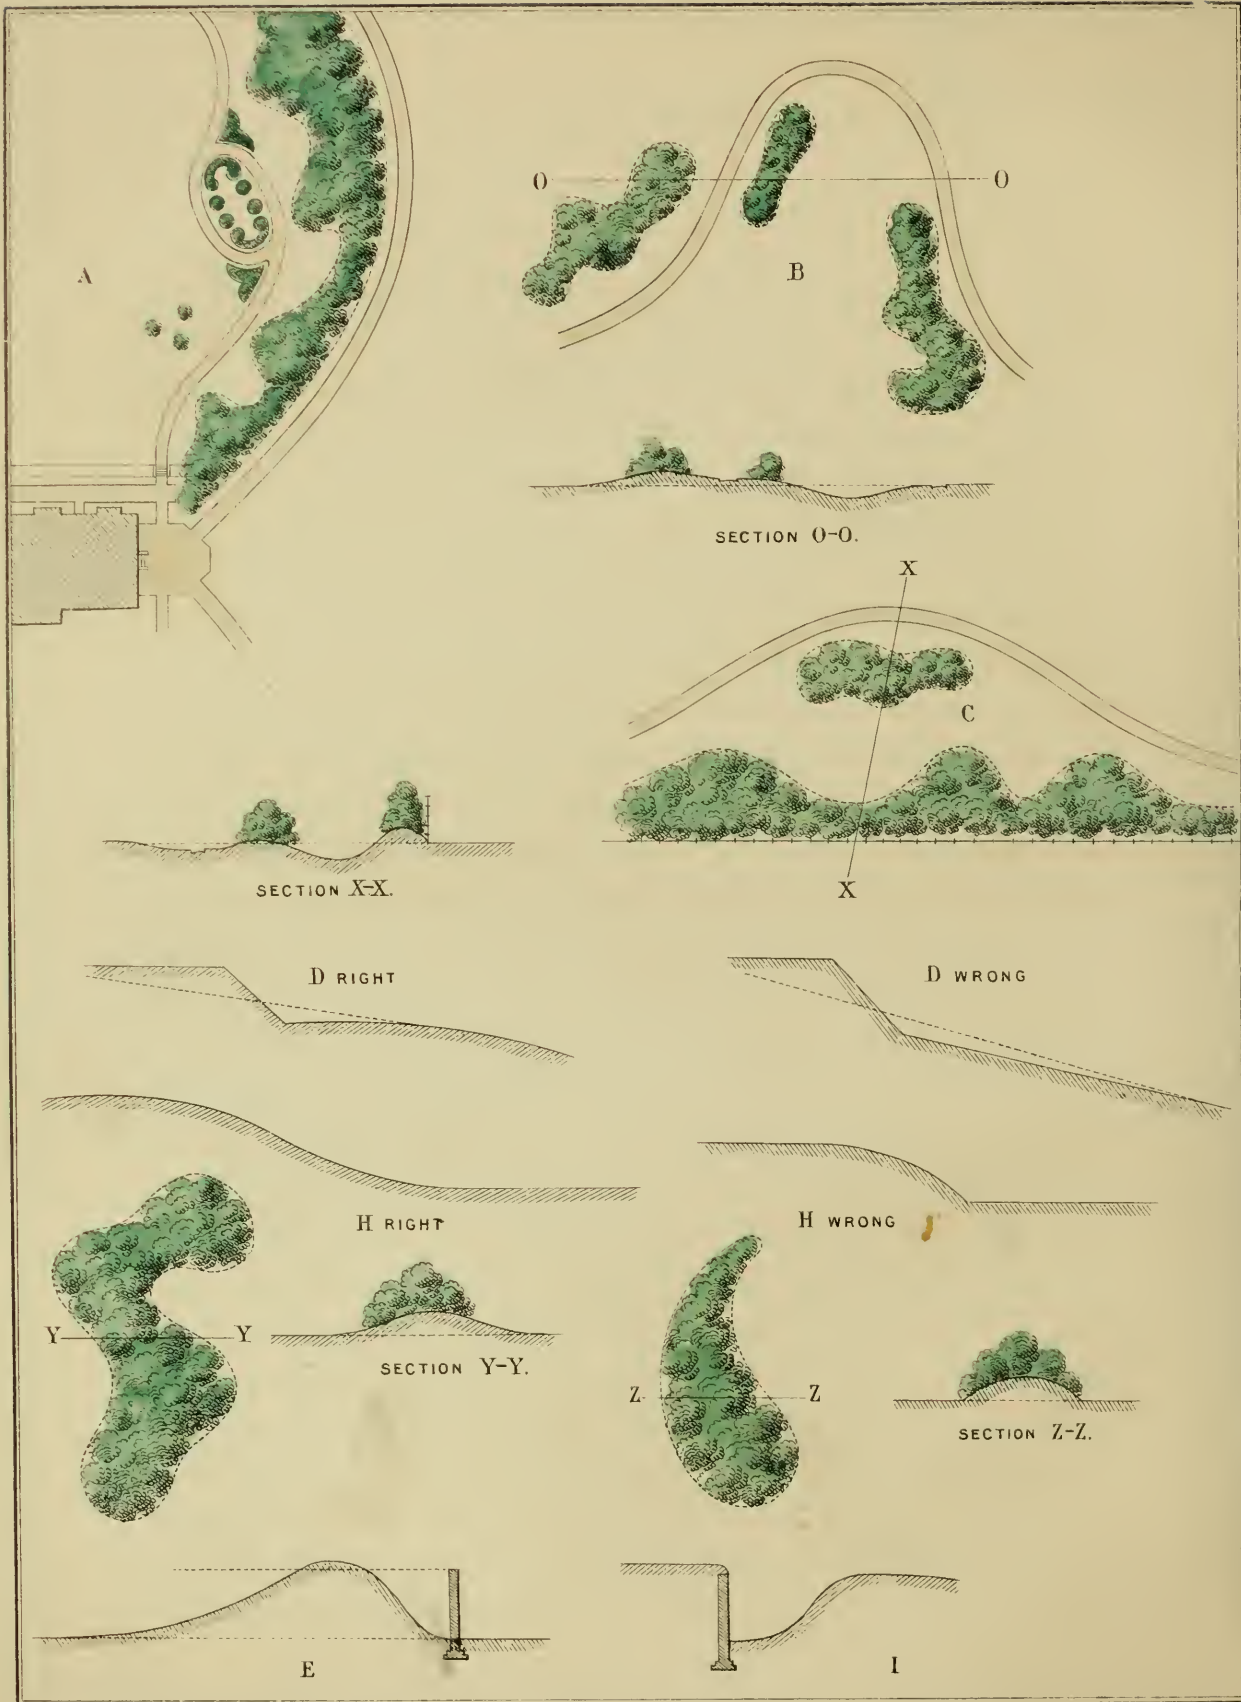 A
O
O
B
SECTION O-O.
X
C
X
SECTION X-X.
D RIGHT
D WRONG
H RIGHT
H WRONG
Y
Y
SECTION Y-Y.
Z
Z
SECTION Z-Z.
E
I